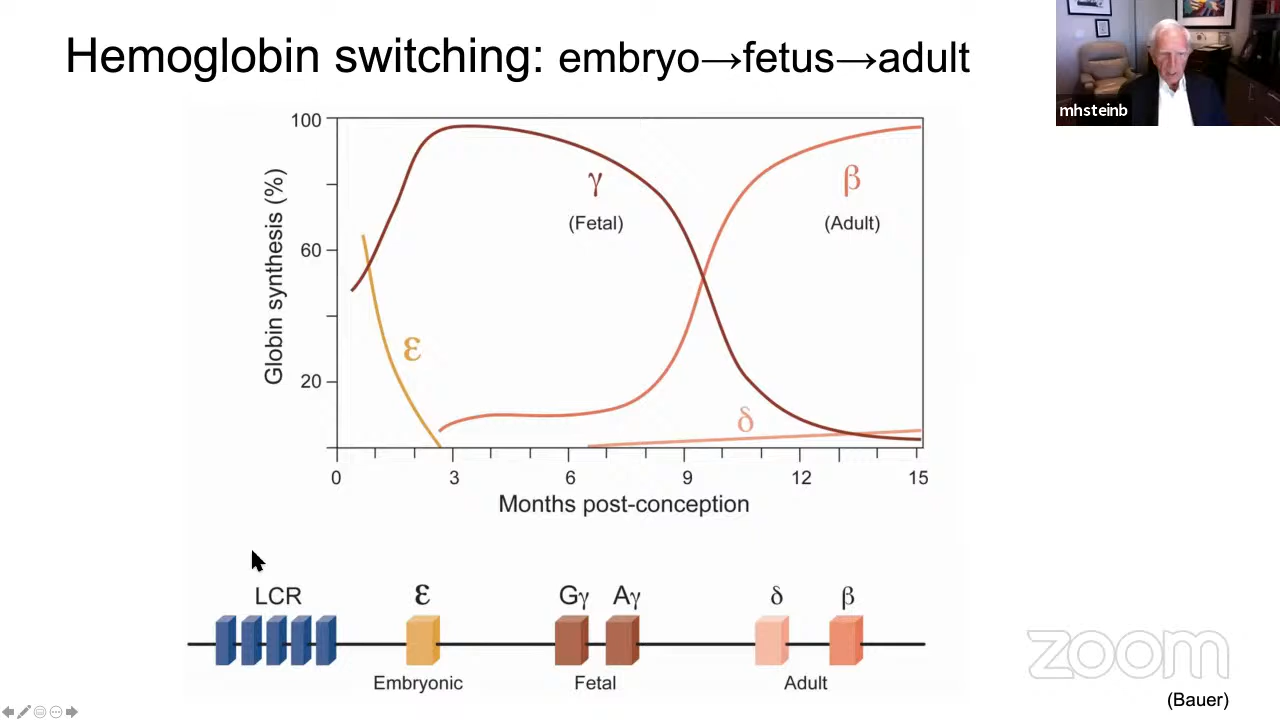 Hemoglobin switching: embryo→fetus→adult
mhsteinb
100
60
20
Globin synthesis (%)
γ
(Fetal)
β
(Adult)
ε
δ
0 3 6 9 12 15
Months post-conception
LCR ε Gγ Aγ δ β
Embryonic Fetal Adult
zoom
(Bauer)